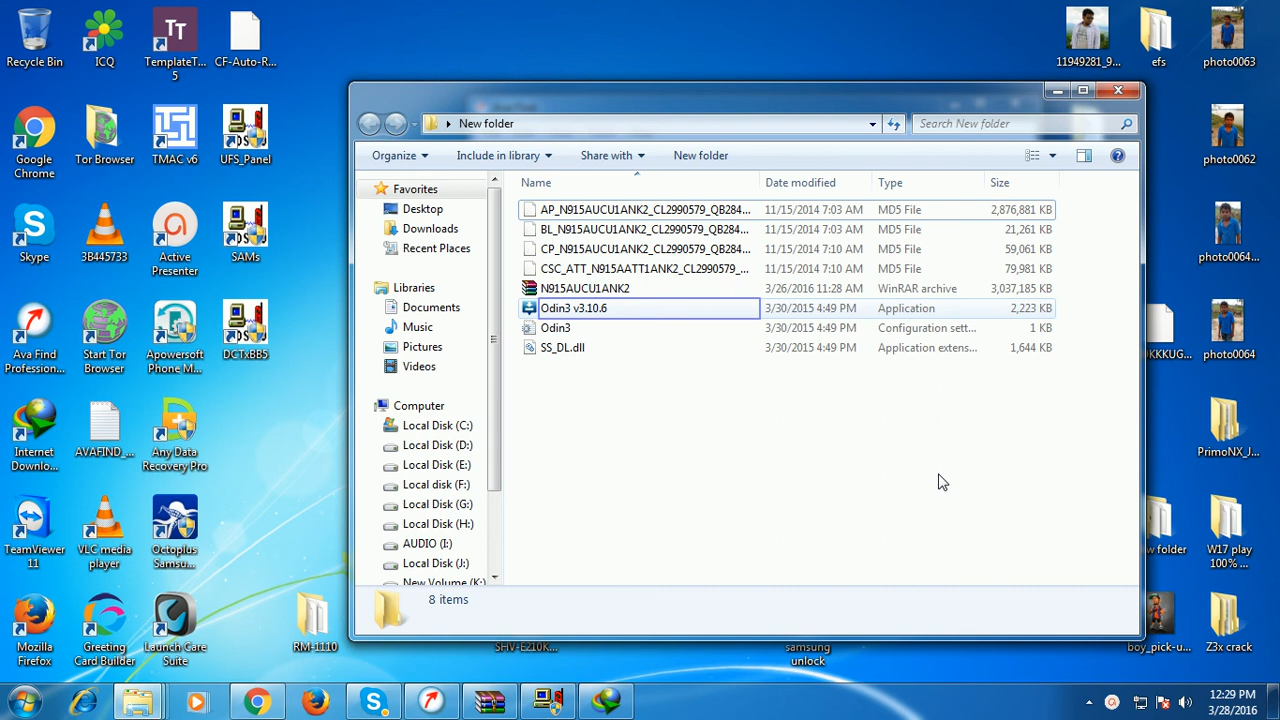 Recycle Bin
ICQ
TemplateT...
5
CF-Auto-R...
Google
Chrome
Tor Browser
TMAC v6
UFS_Panel
Skype
3B445733
Active
Presenter
SAMs
Ava Find
Profession...
Start Tor
Browser
Apowersoft
Phone M...
DCTxBB5
Internet
Downlo...
AVAFIND_...
Any Data
Recovery Pro
TeamViewer
11
VLC media
player
Octoplus
Samsu...
Mozilla
Firefox
Greeting
Card Builder
Launch Care
Suite
RM-1110
SHV-E210K...
samsung
unlock
11949281_9...
efs
photo0063
photo0062
photo0064...
photo0064
PrimoNX_J...
W17 play
100% ...
boy_pick-u...
Z3x crack
New folder
Search New folder
Organize
Include in library
Share with
New folder
Favorites
Desktop
Downloads
Recent Places
Libraries
Documents
Music
Pictures
Videos
Computer
Local Disk (C:)
Local Disk (D:)
Local Disk (E:)
Local disk (F:)
Local Disk (G:)
Local Disk (H:)
AUDIO (I:)
Local Disk (J:)
New Volume (K:)
Name Date modified Type Size
AP_N915AUCU1ANK2_CL2990579_QB284... 11/15/2014 7:03 AM MD5 File 2,876,881 KB
BL_N915AUCU1ANK2_CL2990579_QB284... 11/15/2014 7:03 AM MD5 File 21,261 KB
CP_N915AUCU1ANK2_CL2990579_QB284... 11/15/2014 7:10 AM MD5 File 59,061 KB
CSC_ATT_N915AATT1ANK2_CL2990579_... 11/15/2014 7:10 AM MD5 File 79,981 KB
N915AUCU1ANK2 3/26/2016 11:28 AM WinRAR archive 3,037,185 KB
Odin3 v3.10.6 3/30/2015 4:49 PM Application 2,223 KB
Odin3 3/30/2015 4:49 PM Configuration sett... 1 KB
SS_DL.dll 3/30/2015 4:49 PM Application extens... 1,644 KB
8 items
12:29 PM
3/28/2016